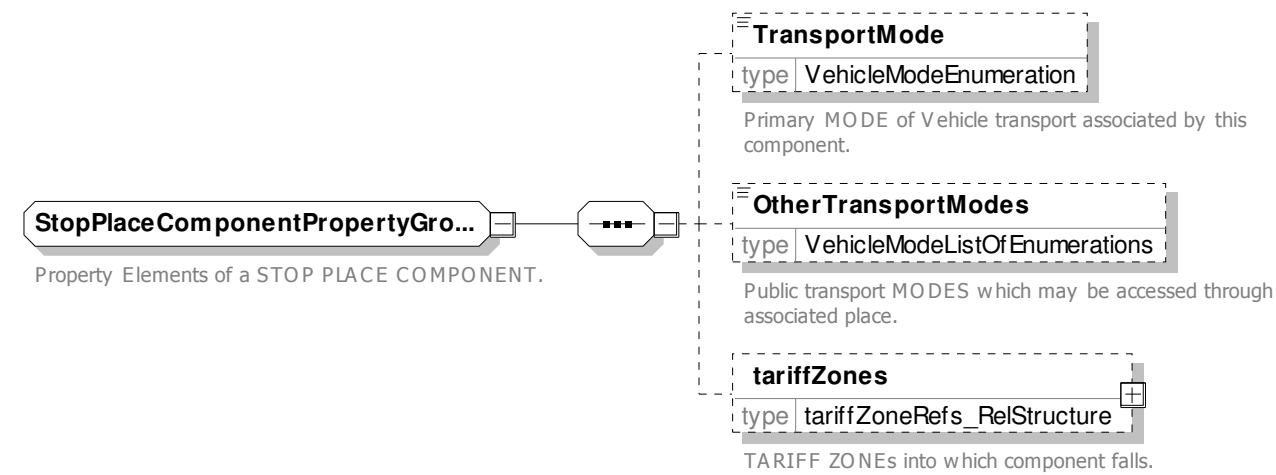 TransportMode
type VehicleModeEnumeration
Primary MODE of Vehicle transport associated by this
component.
StopPlaceComponentPropertyGro...
Property Elements of a STOP PLACE COMPONENT.
OtherTransportModes
type VehicleModeListOfEnumerations
Public transport MODES which may be accessed through
associated place.
tariffZones
type tariffZoneRefs_RelStructure
TARIFF ZONEs into which component falls.